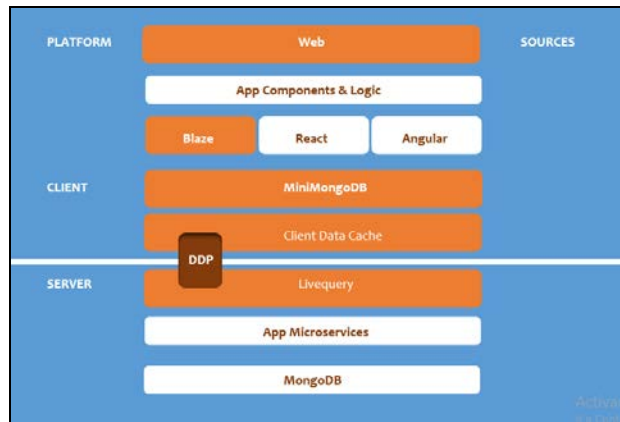 PLATFORM Web SOURCES
App Components & Logic
Blaze React Angular
CLIENT MiniMongoDB
Client Data Cache
DDP
SERVER Livequery
App Microservices
MongoDB